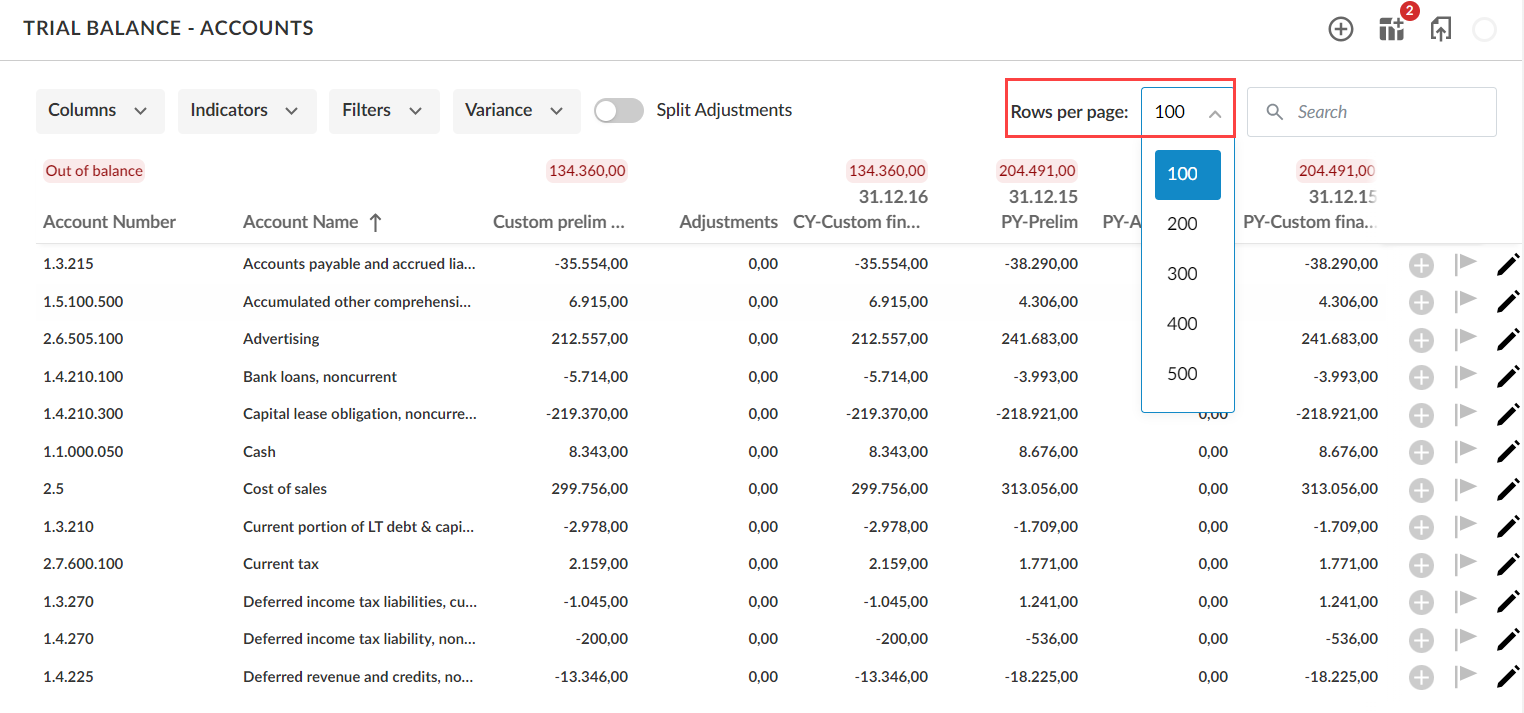 TRIAL BALANCE - ACCOUNTS
2
Columns Indicators Filters Variance Split Adjustments Rows per page: 100 Search
100
200
300
400
500
Out of balance 134.360,00 134.360,00 204.491,00 204.491,00
31.12.16 31.12.15 31.12.15
Account Number Account Name Custom prelim ... Adjustments CY-Custom fin... PY-Prelim PY-A PY-Custom fina...
1.3.215 Accounts payable and accrued lia... -35.554,00 0,00 -35.554,00 -38.290,00 -38.290,00
1.5.100.500 Accumulated other comprehensi... 6.915,00 0,00 6.915,00 4.306,00 4.306,00
2.6.505.100 Advertising 212.557,00 0,00 212.557,00 241.683,00 241.683,00
1.4.210.100 Bank loans, noncurrent -5.714,00 0,00 -5.714,00 -3.993,00 -3.993,00
1.4.210.300 Capital lease obligation, noncurre... -219.370,00 0,00 -219.370,00 -218.921,00 0,00 -218.921,00
1.1.000.050 Cash 8.343,00 0,00 8.343,00 8.676,00 0,00 8.676,00
2.5 Cost of sales 299.756,00 0,00 299.756,00 313.056,00 0,00 313.056,00
1.3.210 Current portion of LT debt & capi... -2.978,00 0,00 -2.978,00 -1.709,00 0,00 -1.709,00
2.7.600.100 Current tax 2.159,00 0,00 2.159,00 1.771,00 0,00 1.771,00
1.3.270 Deferred income tax liabilities, cu... -1.045,00 0,00 -1.045,00 1.241,00 0,00 1.241,00
1.4.270 Deferred income tax liability, non... -200,00 0,00 -200,00 -536,00 0,00 -536,00
1.4.225 Deferred revenue and credits, no... -13.346,00 0,00 -13.346,00 -18.225,00 0,00 -18.225,00